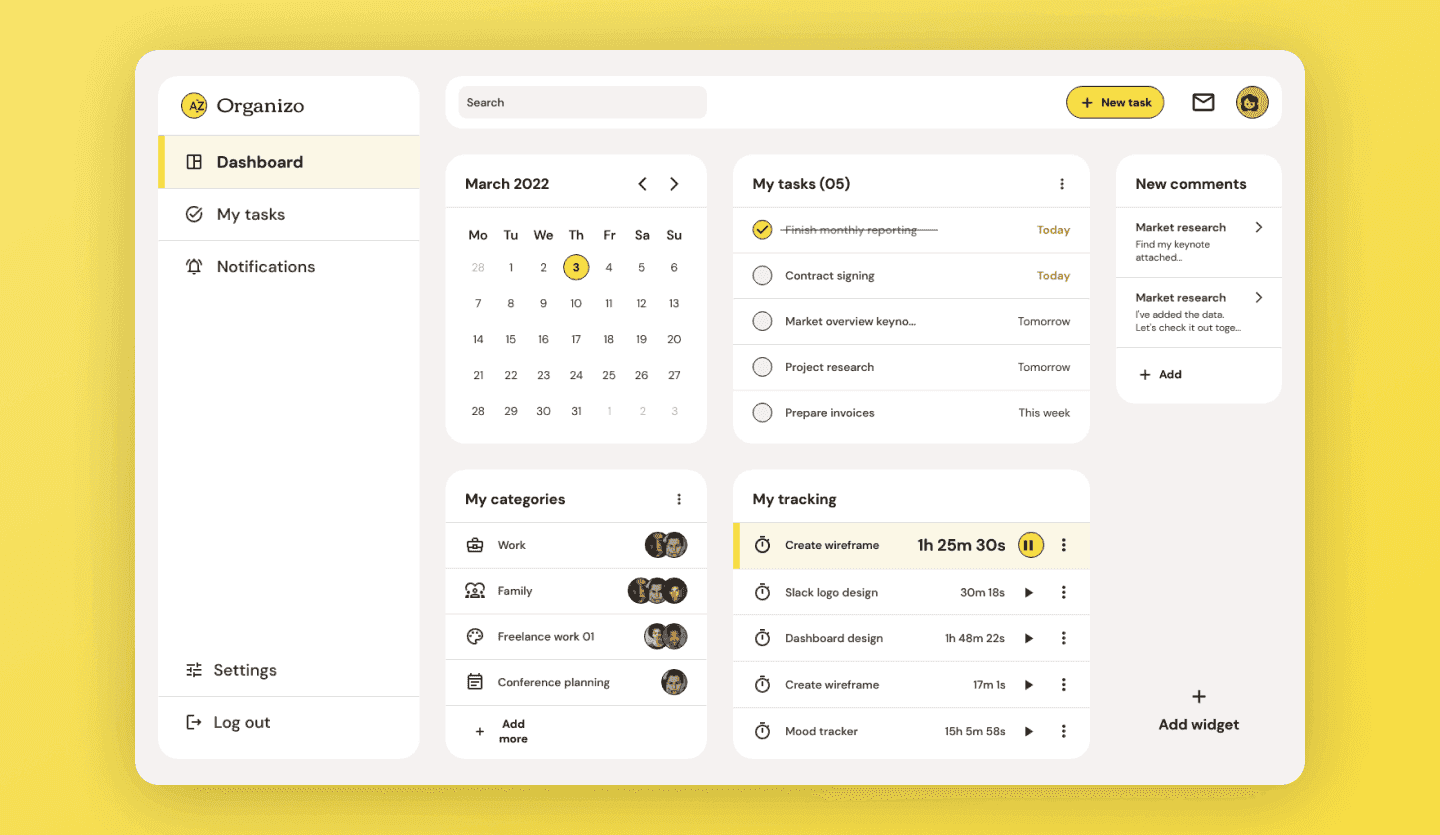 AZ Organizo
Dashboard
My tasks
Notifications
Settings
Log out
Search
+ New task
March 2022
Mo Tu We Th Fr Sa Su
28 1 2 3 4 5 6
7 8 9 10 11 12 13
14 15 16 17 18 19 20
21 22 23 24 25 26 27
28 29 30 31 1 2 3
My tasks (05)
Finish monthly reporting Today
Contract signing Today
Market overview keyno... Tomorrow
Project research Tomorrow
Prepare invoices This week
New comments
Market research
Find my keynote
attached...
Market research
I've added the data.
Let's check it out toge...
+ Add
My categories
Work
Family
Freelance work 01
Conference planning
+ Add
more
My tracking
Create wireframe 1h 25m 30s
Slack logo design 30m 18s
Dashboard design 1h 48m 22s
Create wireframe 17m 1s
Mood tracker 15h 5m 58s
+
Add widget